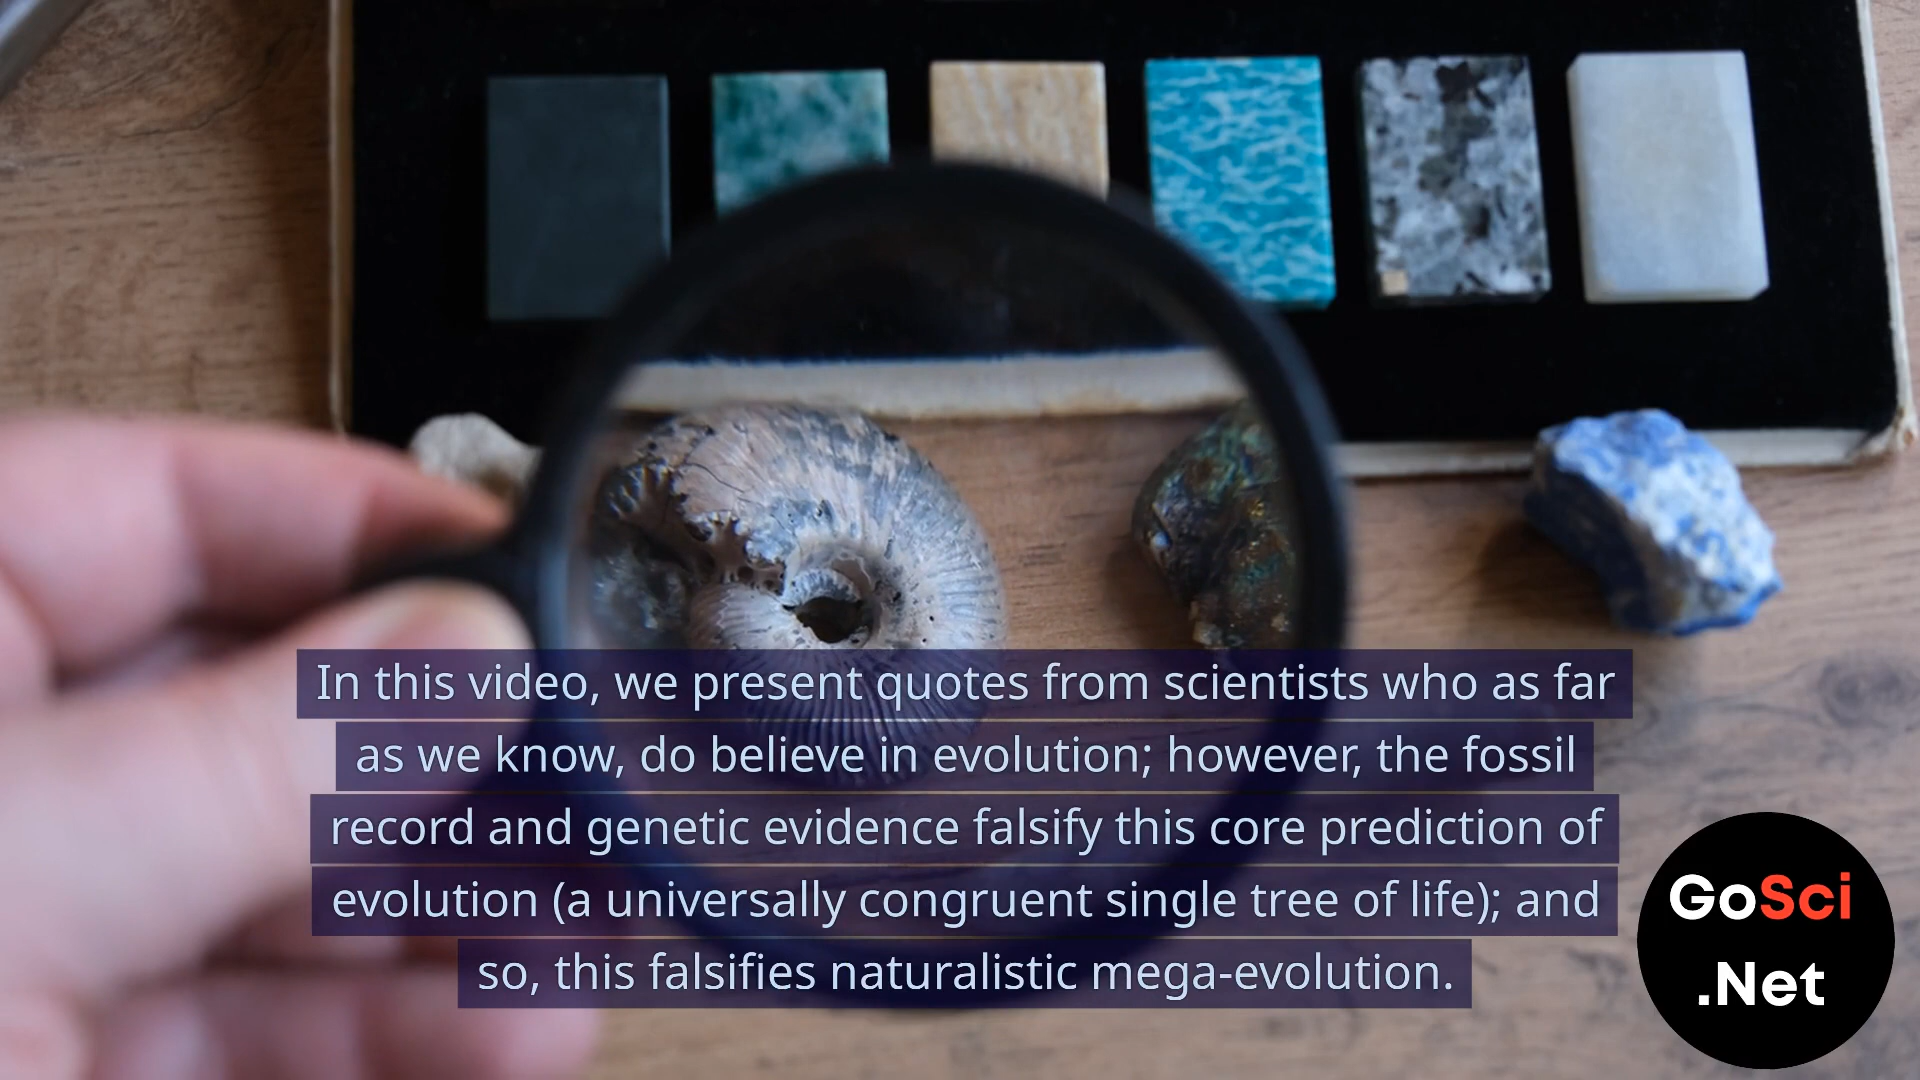 In this video, we present quotes from scientists who as far
as we know, do believe in evolution; however, the fossil
record and genetic evidence falsify this core prediction of
evolution (a universally congruent single tree of life); and
so, this falsifies naturalistic mega-evolution.
GoSci
.Net